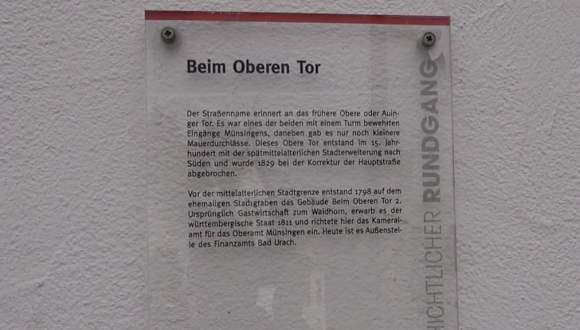 Beim Oberen Tor
Der Straßenname erinnert an das frühere Obere oder Auin-
ger Tor. Es war eines der beiden mit einem Turm bewehrten
Eingänge Münsingens, daneben gab es nur noch kleinere
Mauerdurchlässe. Dieses Obere Tor entstand im 15. Jahr-
hundert mit der spätmittelalterlichen Stadterweiterung nach
Süden und wurde 1829 bei der Korrektur der Hauptstraße
abgebrochen.
Vor der mittelalterlichen Stadtgrenze entstand 1798 auf dem
ehemaligen Stadtgraben das Gebäude Beim Oberen Tor 2.
Ursprünglich Gastwirtschaft zum Waldhorn, erwarb es der
württembergische Staat 1811 und richtete hier das Kameral-
amt für das Oberamt Münsingen ein. Heute ist es Außenstel-
le des Finanzamts Bad Urach.
HICHTLICHER RUNDGANG